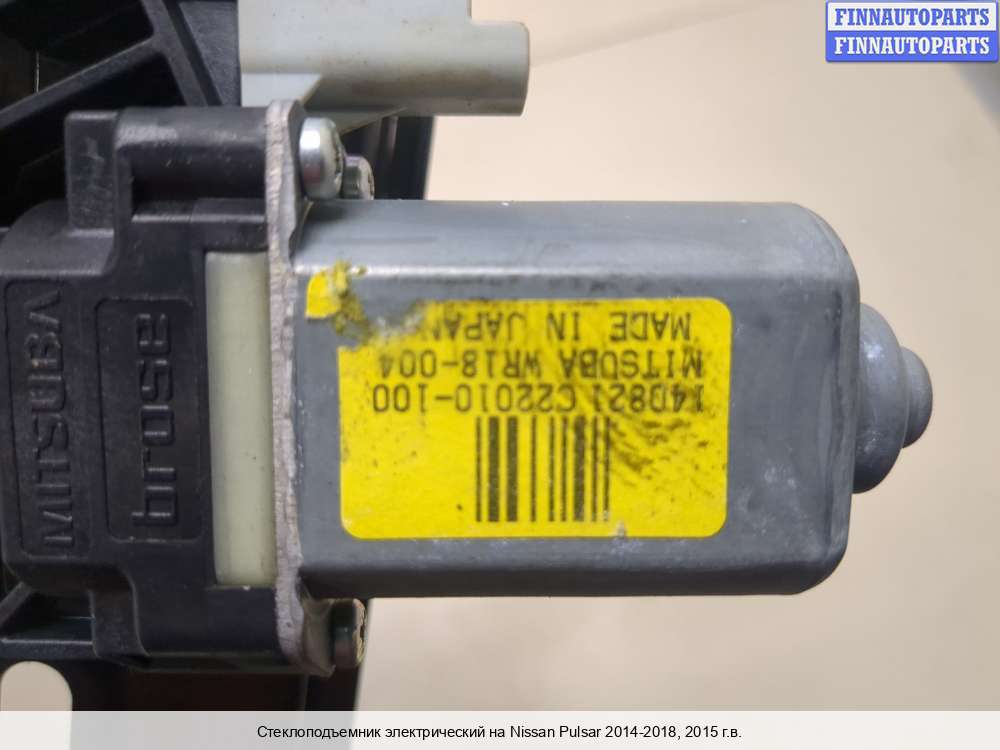 FINNAUTOPARTS
FINNAUTOPARTS
MITSUBA
brose
14D821 C22010-100
MITSUBA WR18-004
MADE IN JAPAN
Стеклоподъемник электрический на Nissan Pulsar 2014-2018, 2015 г.в.